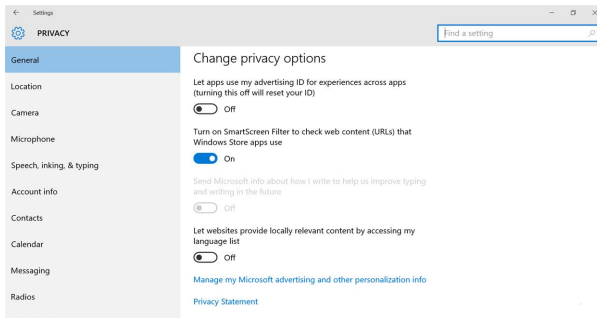 Settings
PRIVACY
Find a setting
General
Location
Camera
Microphone
Speech, inking, & typing
Account info
Contacts
Calendar
Messaging
Radios
Change privacy options
Let apps use my advertising ID for experiences across apps
(turning this off will reset your ID)
Off
Turn on SmartScreen Filter to check web content (URLs) that
Windows Store apps use
On
Send Microsoft info about how I write to help us improve typing
and writing in the future
Off
Let websites provide locally relevant content by accessing my
language list
Off
Manage my Microsoft advertising and other personalization info
Privacy Statement